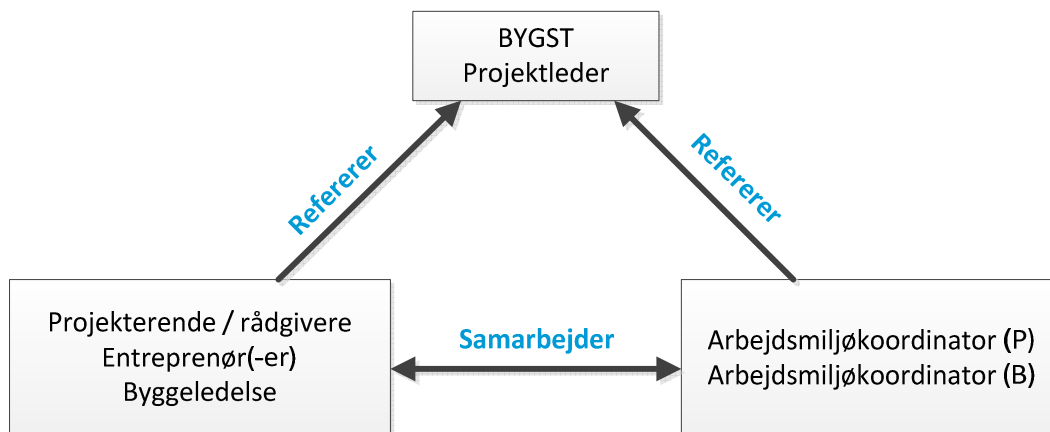 BYGST
Projektleder
Refererer
Refererer
Projekterende / rådgivere
Entreprenør(-er)
Byggeledelse
Samarbejder
Arbejdsmiljøkoordinator (P)
Arbejdsmiljøkoordinator (B)